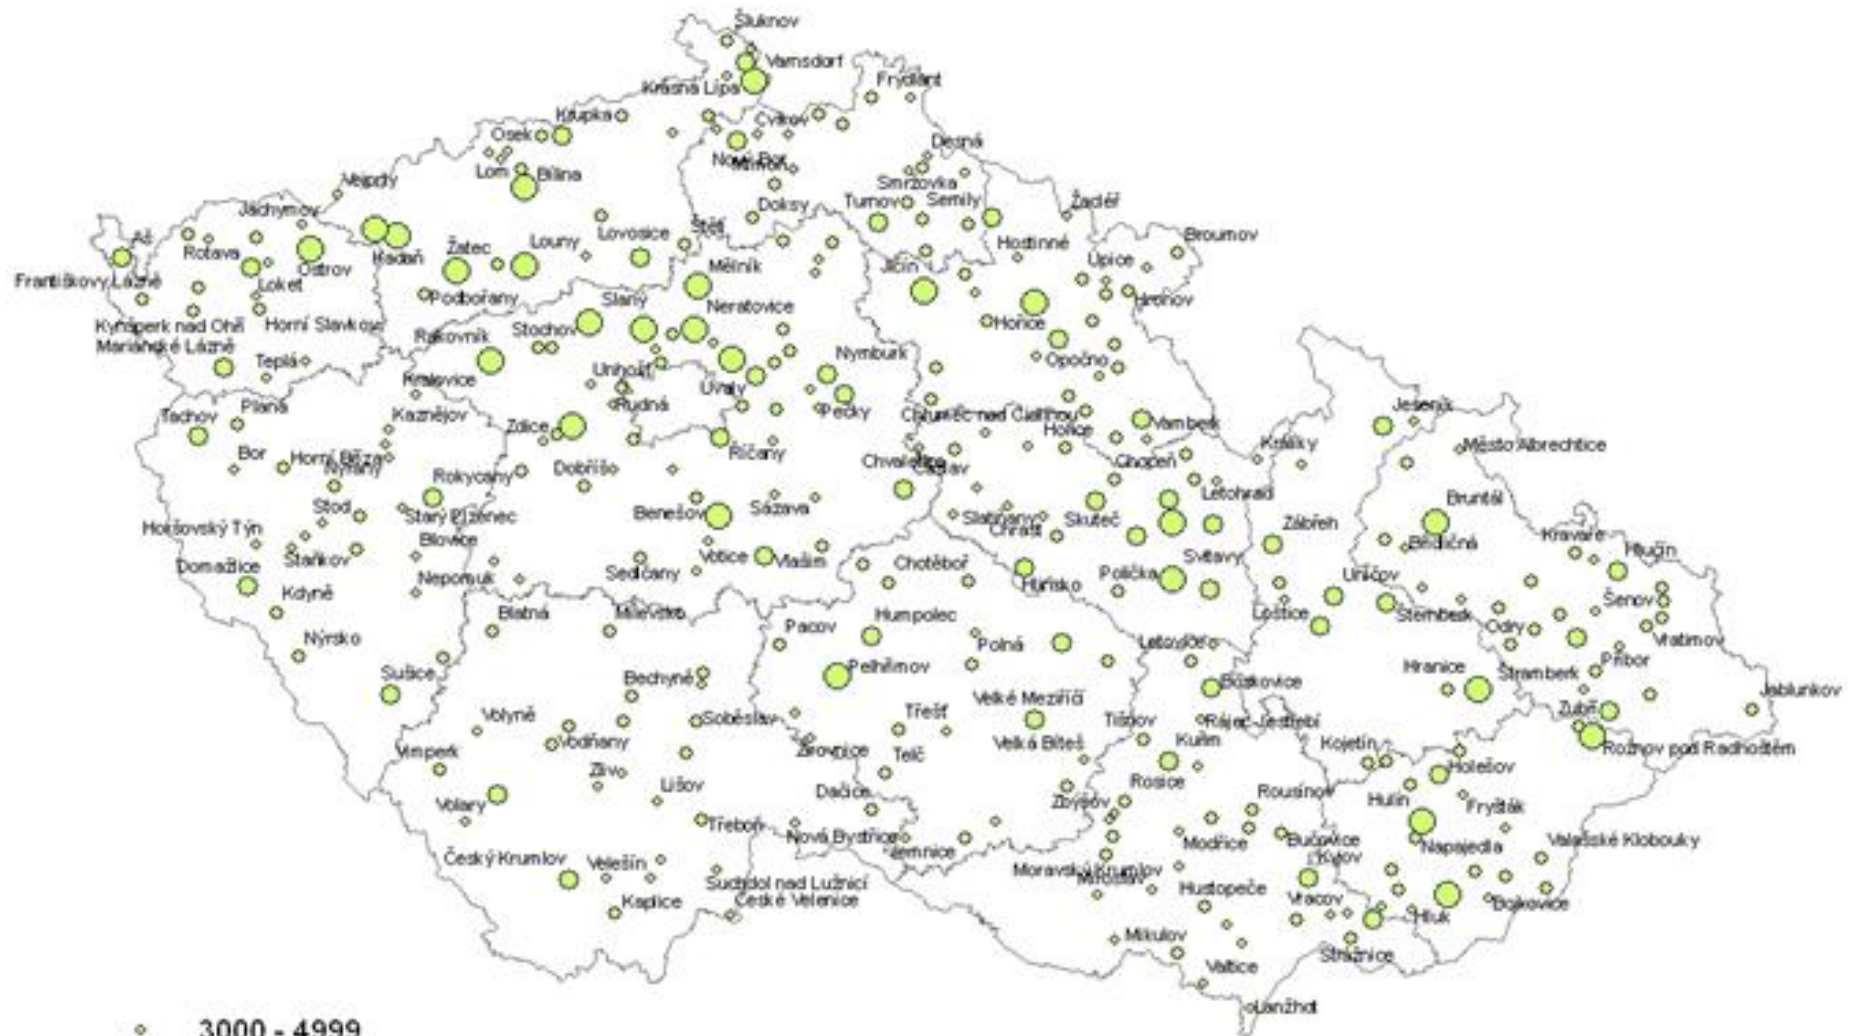 Šluknov
Varnsdorf
Krásná Lípa
Frýdlant
Krupka
Cvikov
Osek
Desná
Nový Bor
Mimoň
Lom
Bílina
Smržovka
Vejprty
Jáchymov
Doksy
Turnov
Semily
Žacléř
Aš
Rotava
Ostrov
Kadaň
Žatec
Louny
Lovosice
Štětí
Hostinné
Broumov
Františkovy Lázně
Loket
Mělník
Jičín
Úpice
Podbořany
Slaný
Neratovice
Hronov
Kynšperk nad Ohří
Horní Slavkov
Stochov
Hořice
Mariánské Lázně
Rakovník
Nymburk
Opočno
Teplá
Unhošť
Úvaly
Kralovice
Rudná
Pečky
Chlumec nad Cidlinou
Jeseník
Tachov
Planá
Kaznějov
Zdice
Holice
Vamberk
Králíky
Město Albrechtice
Bor
Horní Bříza
Nýřany
Říčany
Chvaletice
Čáslav
Choceň
Rokycany
Dobříš
Letohrad
Bruntál
Stod
Starý Plzenec
Benešov
Sázava
Slatiňany
Chrast
Skuteč
Zábřeh
Horšovský Týn
Blovice
Břidličná
Kravaře
Hlučín
Staňkov
Votice
Vlašim
Svitavy
Domažlice
Nepomuk
Sedlčany
Chotěboř
Hlinsko
Polička
Uničov
Kdyně
Blatná
Milevsko
Humpolec
Loštice
Šternberk
Šenov
Odry
Vratimov
Nýrsko
Pacov
Polná
Letovice
Příbor
Sušice
Bechyně
Pelhřimov
Boskovice
Hranice
Štramberk
Jablunkov
Volyně
Soběslav
Třešť
Velké Meziříčí
Tišnov
Rájec-Jestřebí
Zubří
Vimperk
Vodňany
Žirovnice
Telč
Velká Bíteš
Kuřim
Kojetín
Rožnov pod Radhoštěm
Zliv
Lišov
Rosice
Holešov
Volary
Dačice
Zbýšov
Rousínov
Hulín
Fryšták
Třeboň
Nová Bystřice
Jemnice
Modřice
Bučovice
Napajedla
Valašské Klobouky
Český Krumlov
Velešín
Kyjov
Suchdol nad Lužnicí
Moravský Krumlov
Miroslav
Hustopeče
Kaplice
České Velenice
Vracov
Hluk
Bojkovice
Mikulov
Strážnice
Valtice
Lanžhot
3000 - 4999